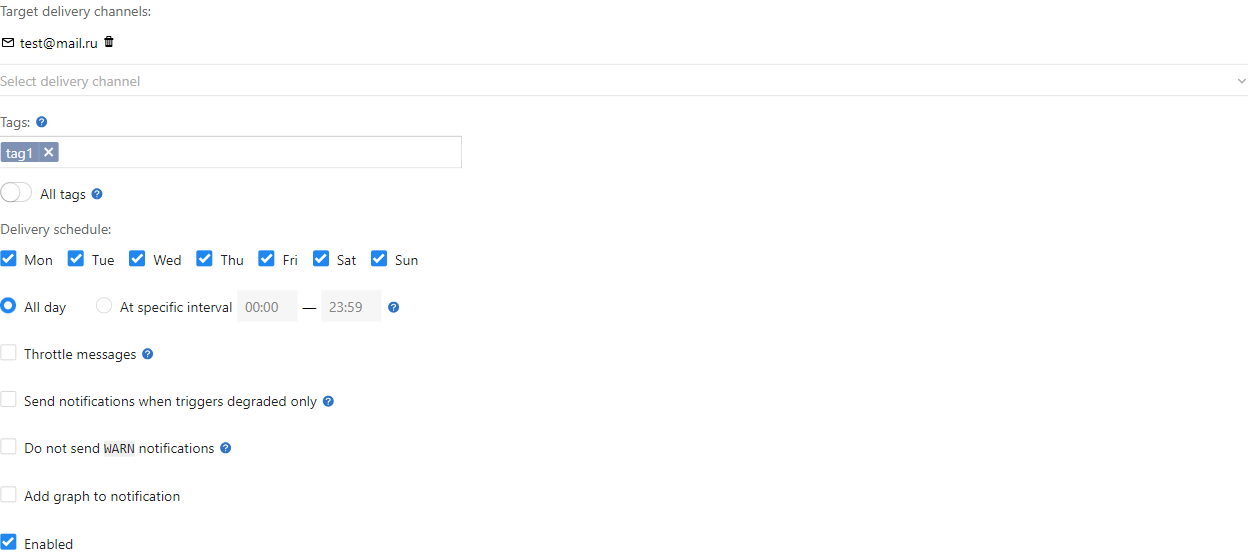 Target delivery channels:
test@mail.ru
Select delivery channel
Tags: ?
tag1 ×
All tags ?
Delivery schedule:
Mon Tue Wed Thu Fri Sat Sun
All day At specific interval 00:00 — 23:59 ?
Throttle messages ?
Send notifications when triggers degraded only ?
Do not send WARN notifications ?
Add graph to notification
Enabled